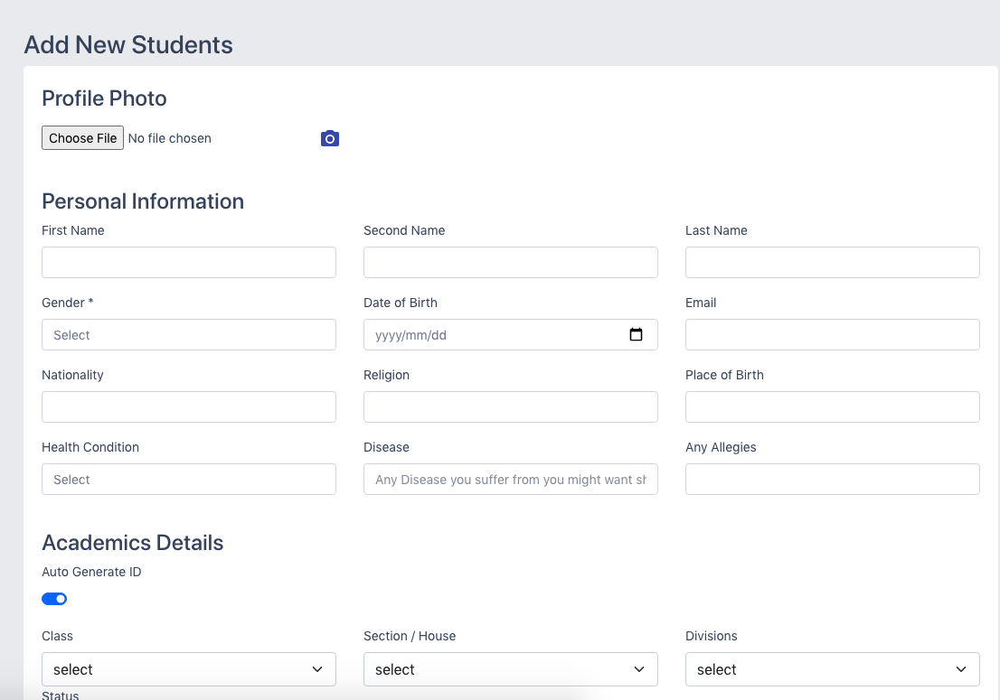 Add New Students
Profile Photo
Choose File No file chosen
Personal Information
First Name Second Name Last Name
Gender * Date of Birth Email
Select yyyy/mm/dd
Nationality Religion Place of Birth
Health Condition Disease Any Allegies
Select Any Disease you suffer from you might want sh
Academics Details
Auto Generate ID
Class Section / House Divisions
select select select
Status